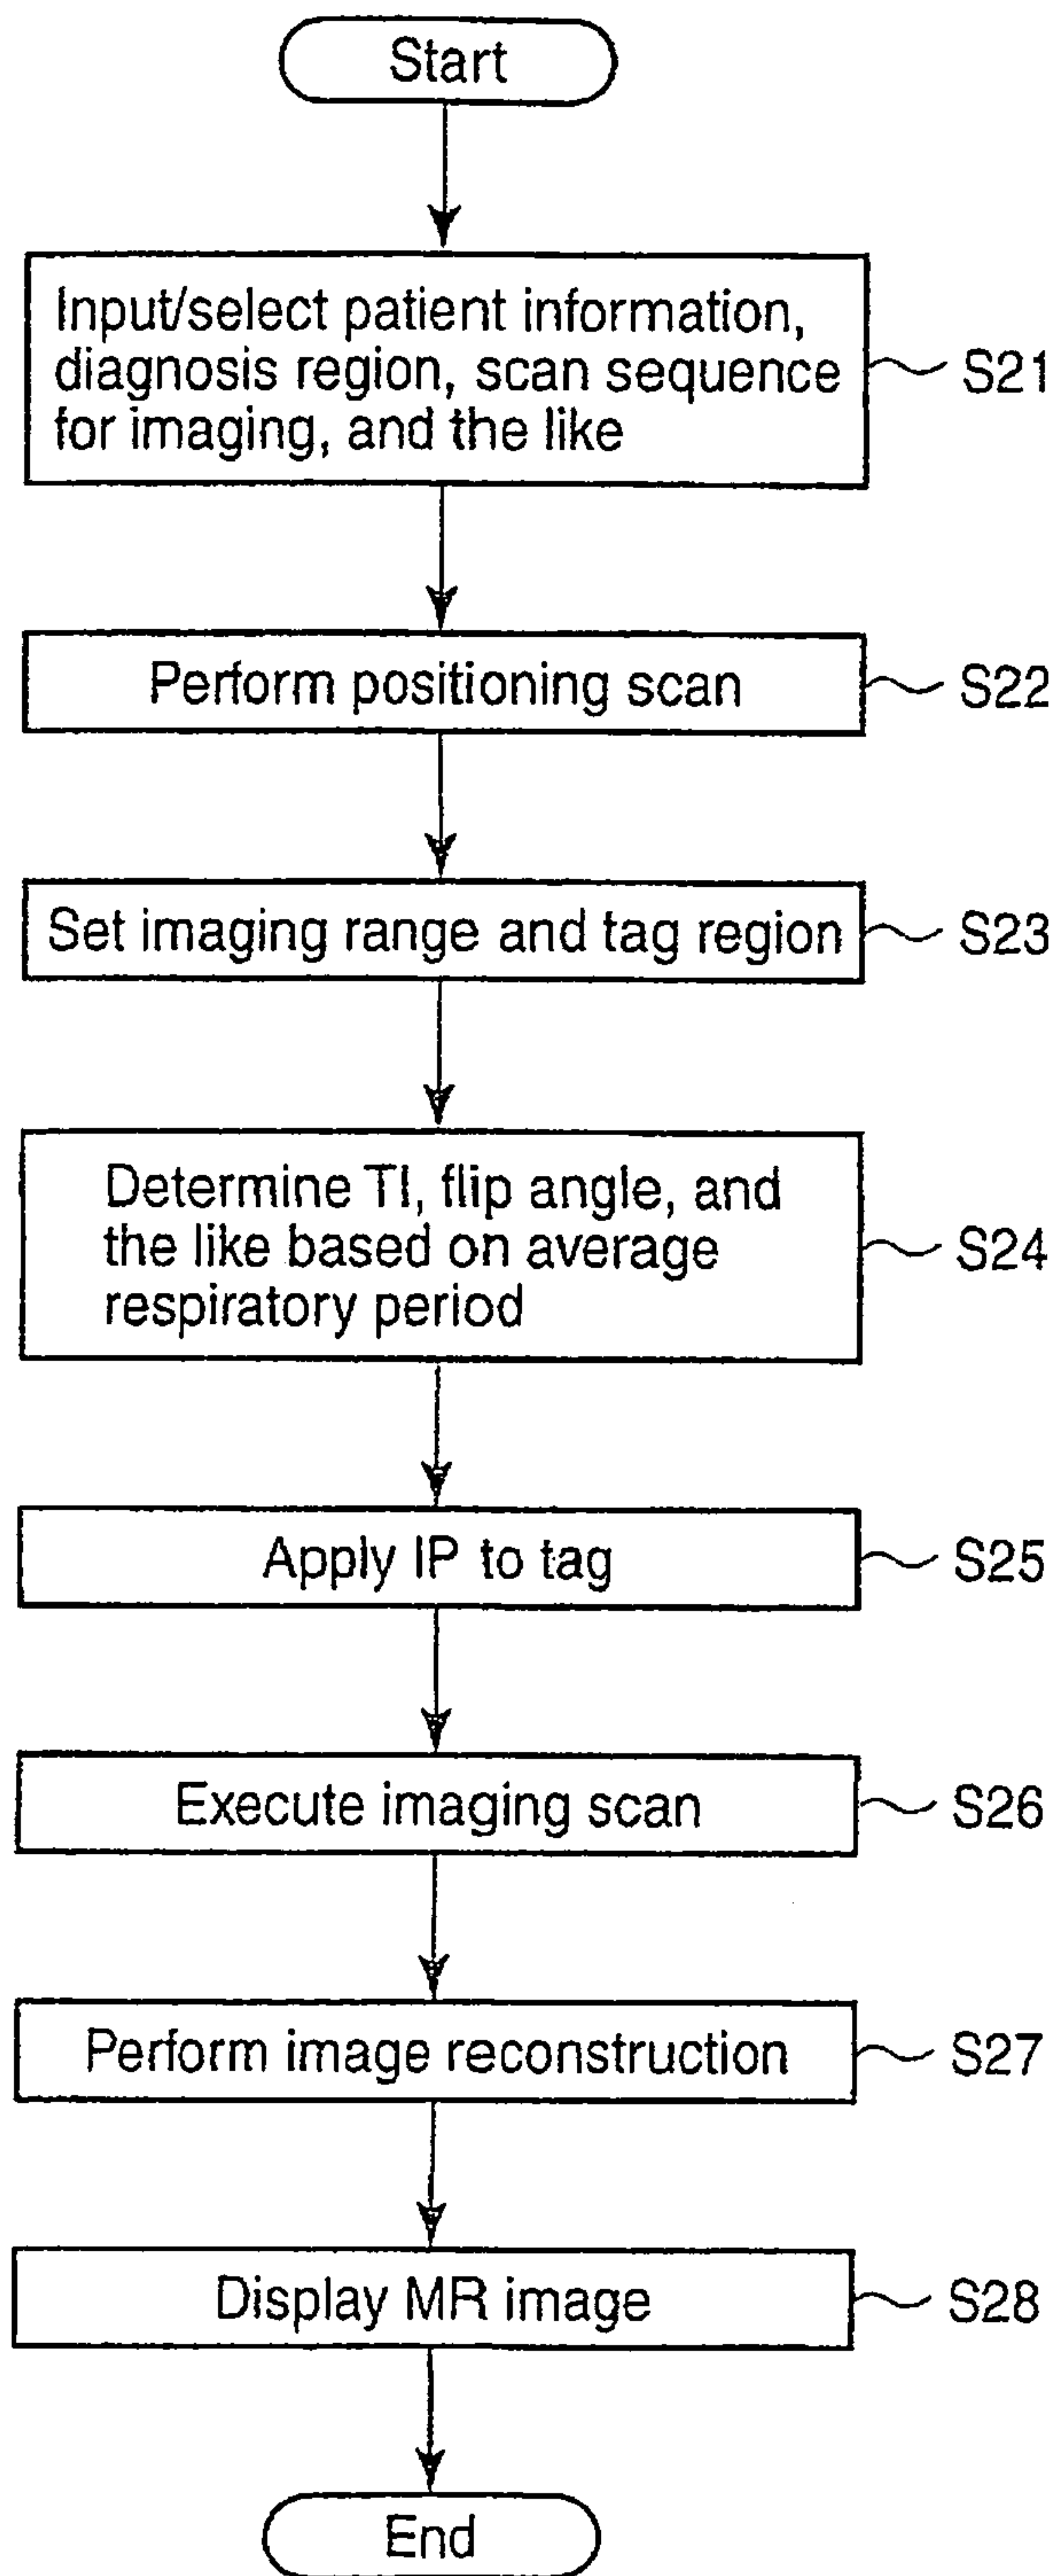 Start
Input/select patient information,
diagnosis region, scan sequence
for imaging, and the like
S21
Perform positioning scan
S22
Set imaging range and tag region
S23
Determine TI, flip angle, and
the like based on average
respiratory period
S24
Apply IP to tag
S25
Execute imaging scan
S26
Perform image reconstruction
S27
Display MR image
S28
End